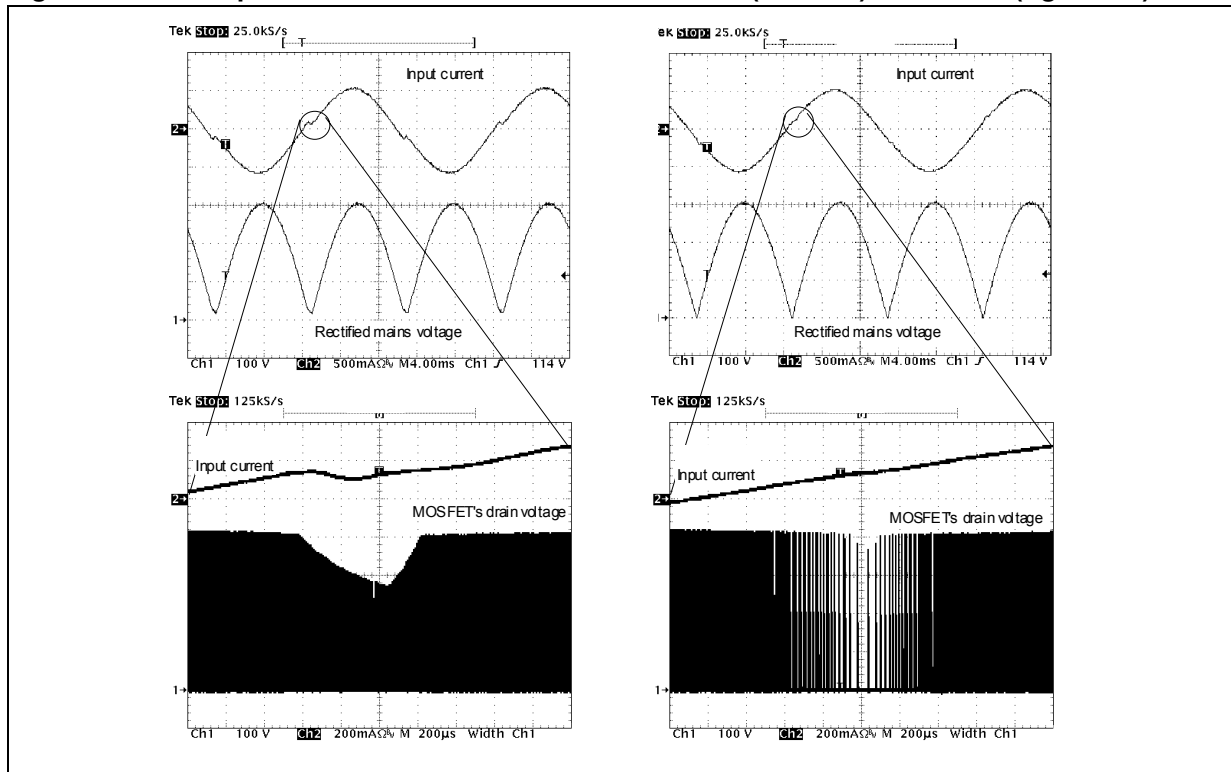 Tek Stop: 25.0kS/s
[ T ]
Input current
2→
T
T
Rectified mains voltage
1→
Ch1 100 V Ch2 500mAΩ M4.00ms Ch1 114 V
ek Stop: 25.0kS/s
[ T ]
Input current
2→
T
T
Rectified mains voltage
1→
Ch1 100 V Ch2 500mAΩ M4.00ms Ch1 114 V
Tek Stop: 125kS/s
Input current
T
2→
MOSFET's drain voltage
1→
Ch1 100 V Ch2 200mAΩ M 200µs Width Ch1
Tek Stop: 125kS/s
Input current
T
2→
MOSFET's drain voltage
1→
Ch1 100 V Ch2 200mAΩ M 200µs Width Ch1